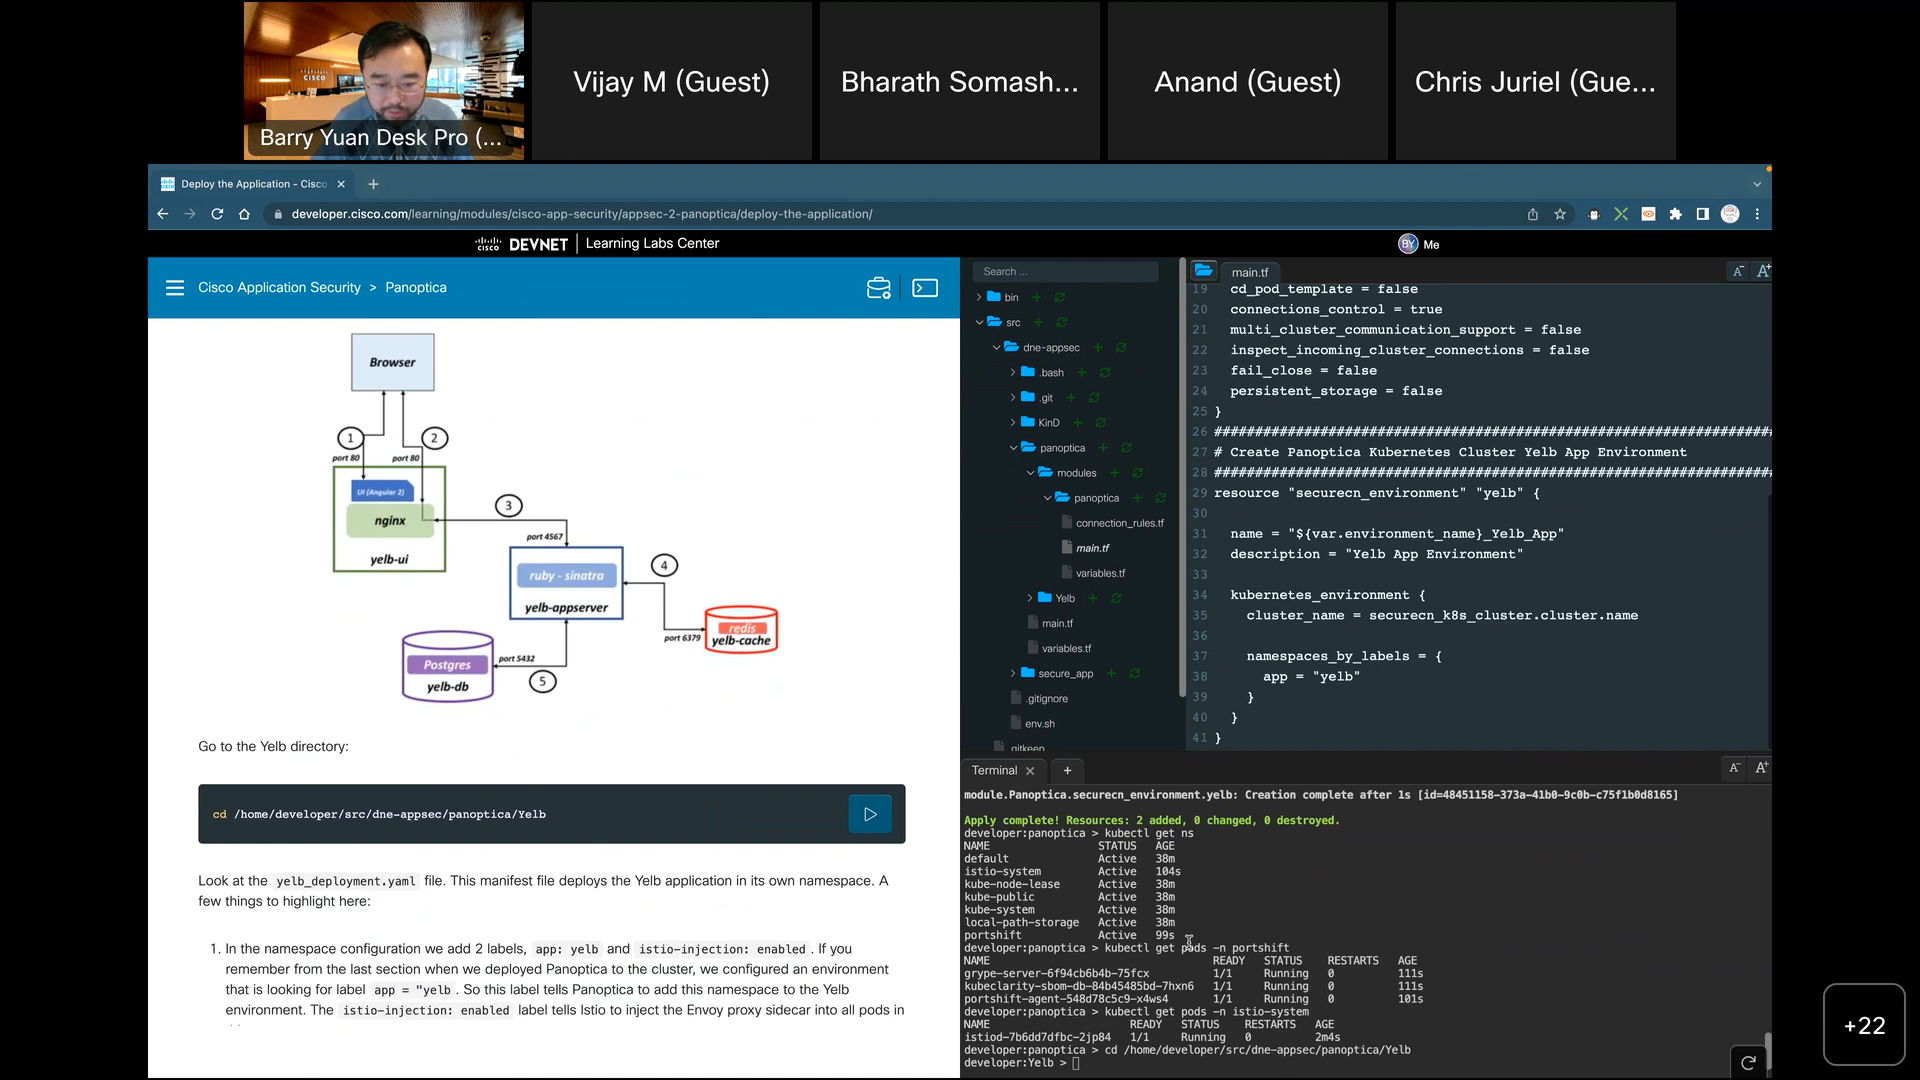 CISCO
Barry Yuan Desk Pro (...
Vijay M (Guest)
Bharath Somash...
Anand (Guest)
Chris Juriel (Gue...
Deploy the Application - Cisco
developer.cisco.com/learning/modules/cisco-app-security/appsec-2-panoptica/deploy-the-application/
CISCO DEVNET | Learning Labs Center
BY Me
Cisco Application Security > Panoptica
Browser
1
2
port 80
port 80
UI (Angular 2)
nginx
yelb-ui
3
port 4567
ruby - sinatra
yelb-appserver
4
port 6379
redis
yelb-cache
Postgres
yelb-db
port 5432
5
Go to the Yelb directory:
cd /home/developer/src/dne-appsec/panoptica/Yelb
Look at the yelb_deployment.yaml file. This manifest file deploys the Yelb application in its own namespace. A
few things to highlight here:
1. In the namespace configuration we add 2 labels, app: yelb and istio-injection: enabled . If you
remember from the last section when we deployed Panoptica to the cluster, we configured an environment
that is looking for label app = "yelb . So this label tells Panoptica to add this namespace to the Yelb
environment. The istio-injection: enabled label tells Istio to inject the Envoy proxy sidecar into all pods in
Search ...
bin
src
dne-appsec
.bash
.git
KinD
panoptica
modules
panoptica
connection_rules.tf
main.tf
variables.tf
Yelb
main.tf
variables.tf
secure_app
.gitignore
env.sh
.gitkeep
main.tf
A- A+
19 cd_pod_template = false
20 connections_control = true
21 multi_cluster_communication_support = false
22 inspect_incoming_cluster_connections = false
23 fail_close = false
24 persistent_storage = false
25 }
26 ####################################################################
27 # Create Panoptica Kubernetes Cluster Yelb App Environment
28 ####################################################################
29 resource "securecn_environment" "yelb" {
30
31 name = "${var.environment_name}_Yelb_App"
32 description = "Yelb App Environment"
33
34 kubernetes_environment {
35 cluster_name = securecn_k8s_cluster.cluster.name
36
37 namespaces_by_labels = {
38 app = "yelb"
39 }
40 }
41 }
Terminal
A- A+
module.Panoptica.securecn_environment.yelb: Creation complete after 1s [id=48451158-373a-41b0-9c0b-c75f1b0d8165]
Apply complete! Resources: 2 added, 0 changed, 0 destroyed.
developer:panoptica > kubectl get ns
NAME STATUS AGE
default Active 38m
istio-system Active 104s
kube-node-lease Active 38m
kube-public Active 38m
kube-system Active 38m
local-path-storage Active 38m
portshift Active 99s
developer:panoptica > kubectl get pods -n portshift
NAME READY STATUS RESTARTS AGE
grype-server-6f94cb6b4b-75fcx 1/1 Running 0 111s
kubeclarity-sbom-db-84b45485bd-7hxn6 1/1 Running 0 111s
portshift-agent-548d78c5c9-x4ws4 1/1 Running 0 101s
developer:panoptica > kubectl get pods -n istio-system
NAME READY STATUS RESTARTS AGE
istiod-7b6dd7dfbc-2jp84 1/1 Running 0 2m4s
developer:panoptica > cd /home/developer/src/dne-appsec/panoptica/Yelb
developer:Yelb >
+22